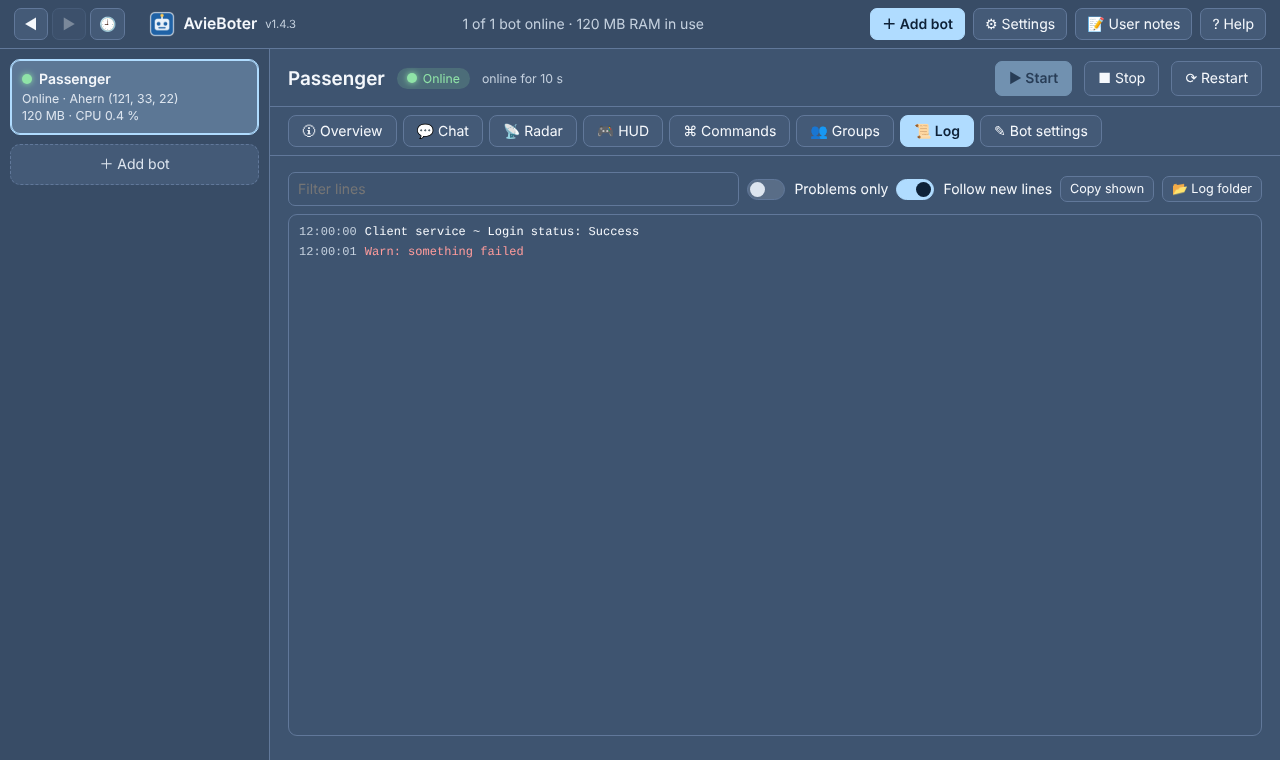 AvieBoter v1.4.3
1 of 1 bot online · 120 MB RAM in use
+ Add bot
Settings
User notes
? Help
Passenger
Online · Ahern (121, 33, 22)
120 MB · CPU 0.4 %
+ Add bot
Passenger
Online
online for 10 s
Start
Stop
Restart
Overview
Chat
Radar
HUD
⌘ Commands
Groups
Log
Bot settings
Filter lines
Problems only
Follow new lines
Copy shown
Log folder
12:00:00 Client service ~ Login status: Success
12:00:01 Warn: something failed